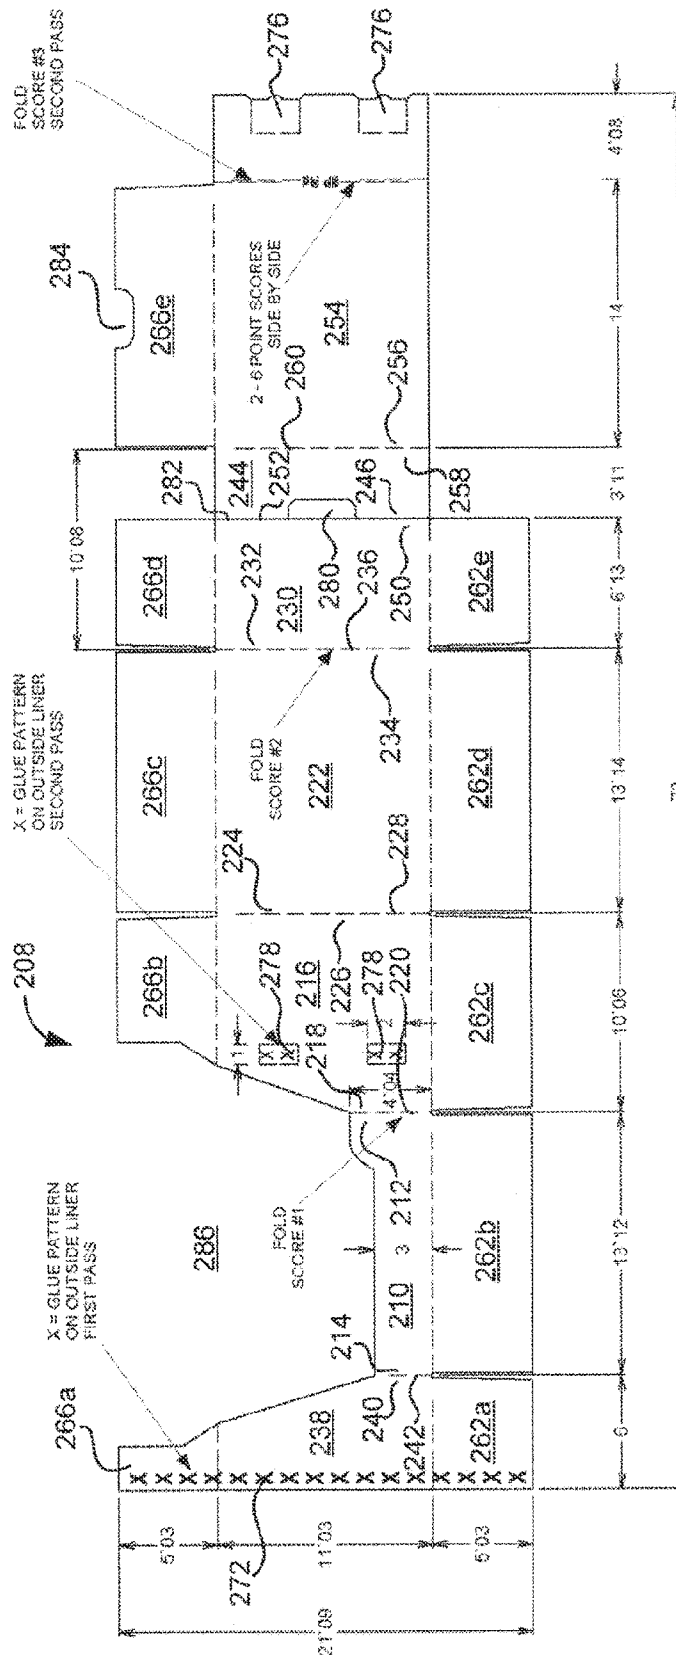 FOLD
SCORE #3
SECOND PASS
276
276
284
266e
254
2 - 6 POINT SCORES
SIDE BY SIDE
260
256
4"08
14
282
244
252
246
258
10"08
3"11
266d
232
230
280
236
250
262e
6"13
X = GLUE PATTERN
ON OUTSIDE LINER
SECOND PASS
266c
FOLD
SCORE #2
222
234
262d
13"14
224
228
208
266b
278
216
226
278
220
218
1
2
4"04
262c
10"06
X = GLUE PATTERN
ON OUTSIDE LINER
FIRST PASS
286
FOLD
SCORE #1
212
3
210
214
262b
13"12
266a
238
240
242
262a
6
X X X X X X X X X X X X X X X X
X X
X X
272
5"03
11"03
5"03
21"09